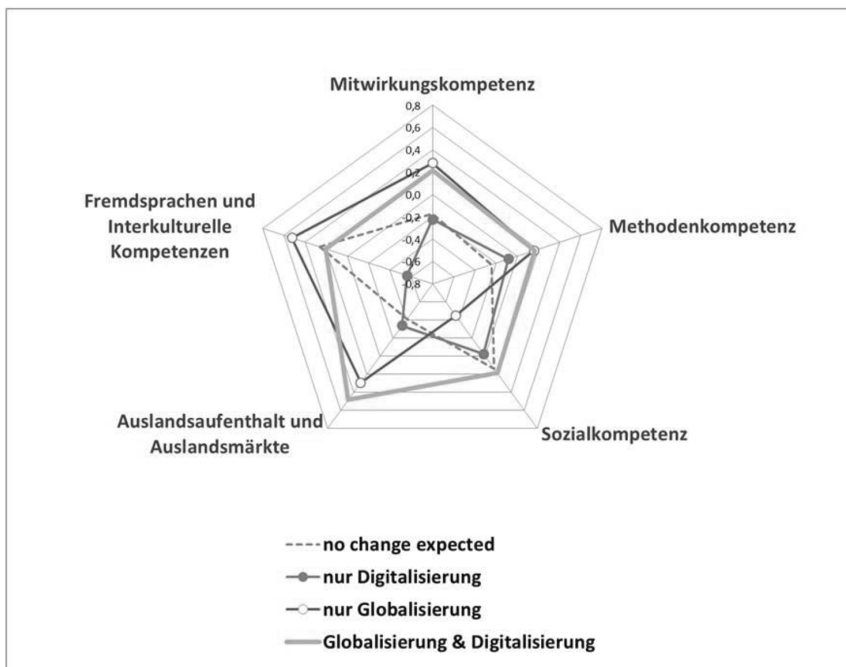 Mitwirkungskompetenz
0,8
0,6
0,4
0,2
0,0
-0,2
-0,4
-0,6
-0,8
Fremdsprachen und
Interkulturelle
Kompetenzen
Methodenkompetenz
Auslandsaufenthalt und
Auslandsmärkte
Sozialkompetenz
no change expected
nur Digitalisierung
nur Globalisierung
Globalisierung & Digitalisierung